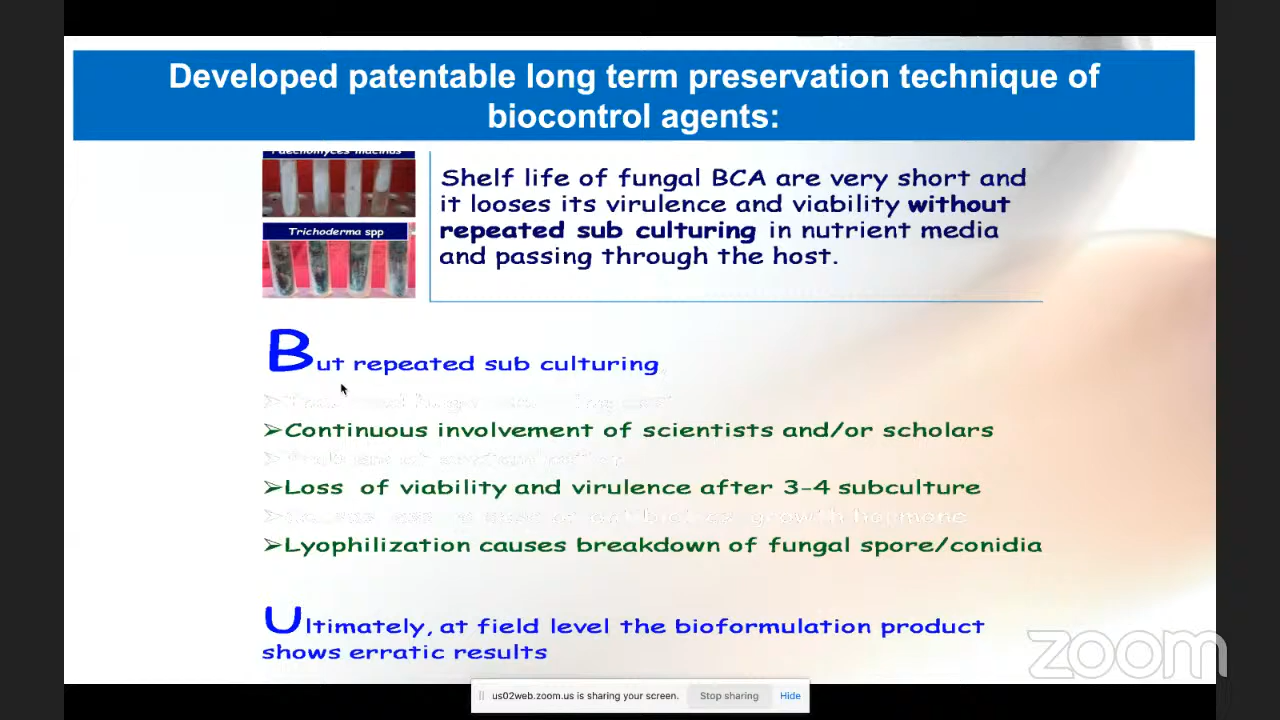 Developed patentable long term preservation technique of
biocontrol agents:
Trichoderma spp
Shelf life of fungal BCA are very short and
it looses its virulence and viability without
repeated sub culturing in nutrient media
and passing through the host.
But repeated sub culturing
➢Continuous involvement of scientists and/or scholars
➢Loss of viability and virulence after 3-4 subculture
growth hormone
➢Lyophilization causes breakdown of fungal spore/conidia
Ultimately, at field level the bioformulation product
shows erratic results
zoom
us02web.zoom.us is sharing your screen. Stop sharing Hide